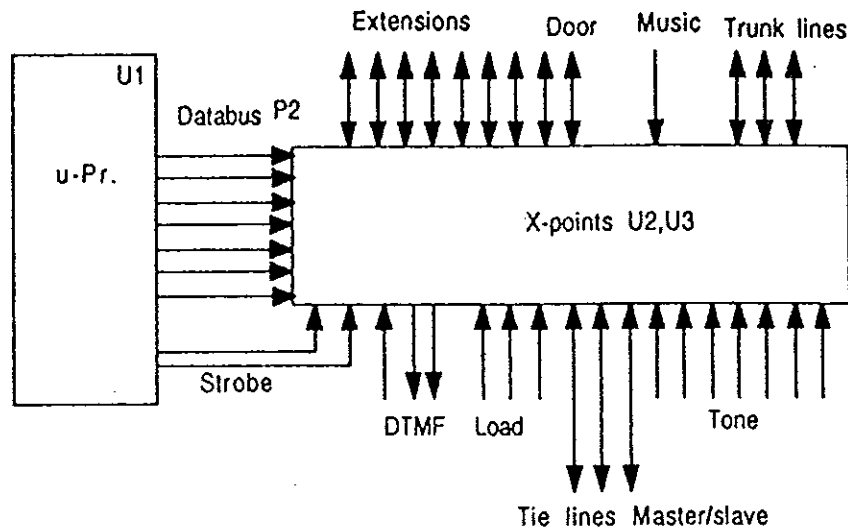 Extensions Door Music Trunk lines
U1
Databus P2
u-Pr.
X-points U2,U3
Strobe
DTMF Load Tone
Tie lines Master/slave